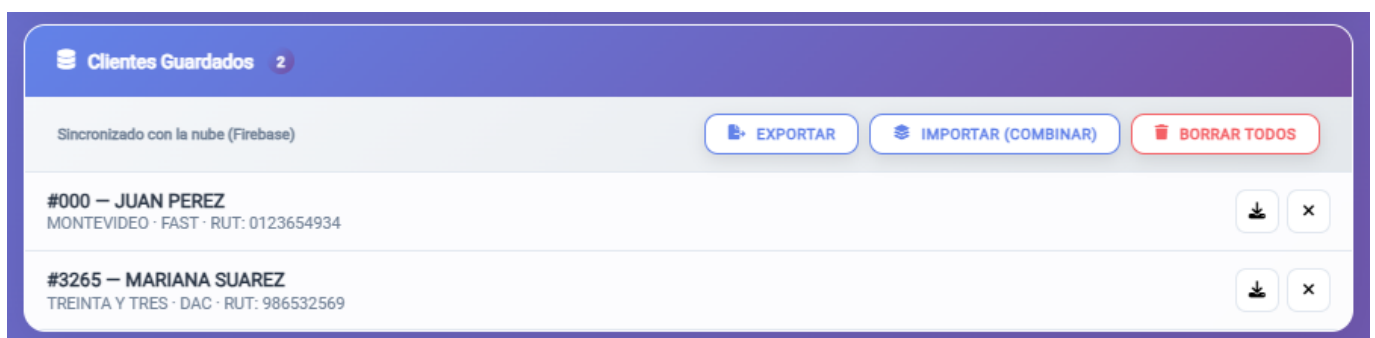 Clientes Guardados 2
Sincronizado con la nube (Firebase) EXPORTAR IMPORTAR (COMBINAR) BORRAR TODOS
#000 — JUAN PEREZ
MONTEVIDEO · FAST · RUT: 0123654934
#3265 — MARIANA SUAREZ
TREINTA Y TRES · DAC · RUT: 986532569